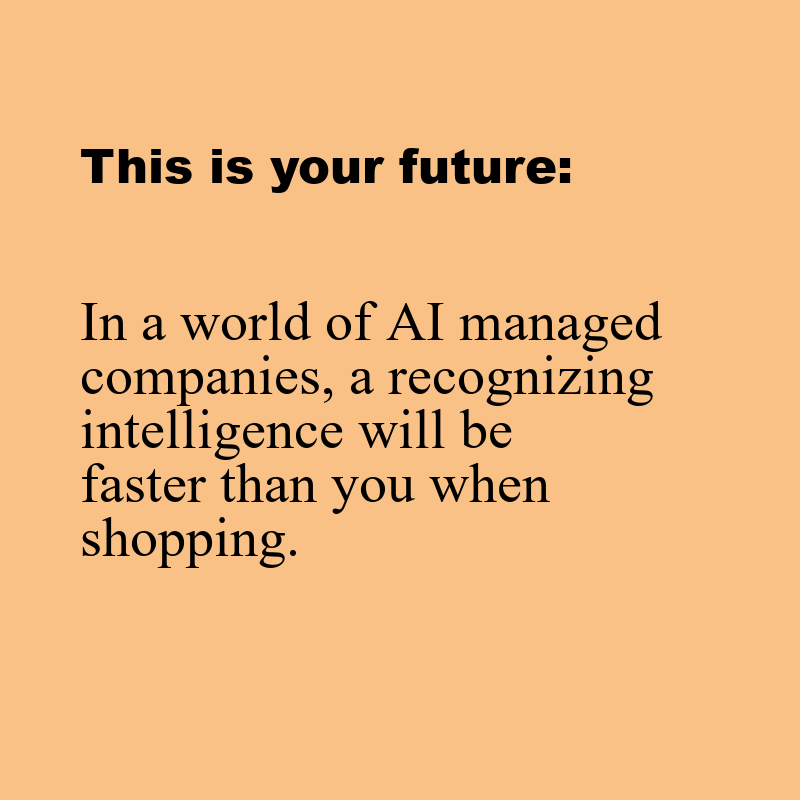 This is your future:
In a world of AI managed
companies, a recognizing
intelligence will be
faster than you when
shopping.